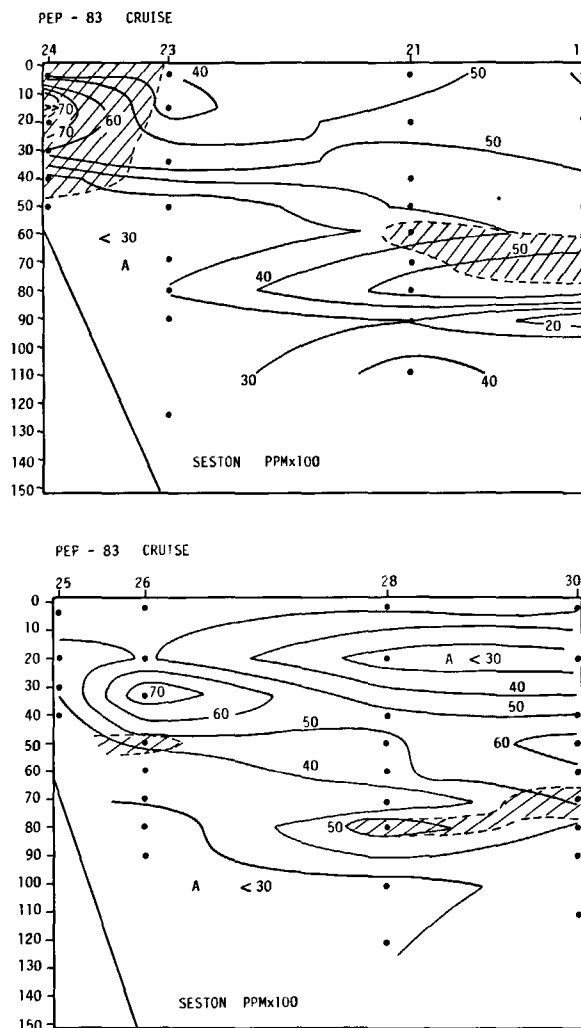 PEP - 83 CRUISE
24 23 21 1
0
40 50
10
70 60
20
70 50
30
40
50
60 < 30 50
70 A
80 40
90 20
100
110 30 40
120
130
140 SESTON PPMx100
150
PEP - 83 CRUISE
25 26 28 30
0
10
20 A < 30
30 70 40
40 60 50
50 50 60
60 40
70
80 50
90
100 A < 30
110
120
130
140 SESTON PPMx100
150